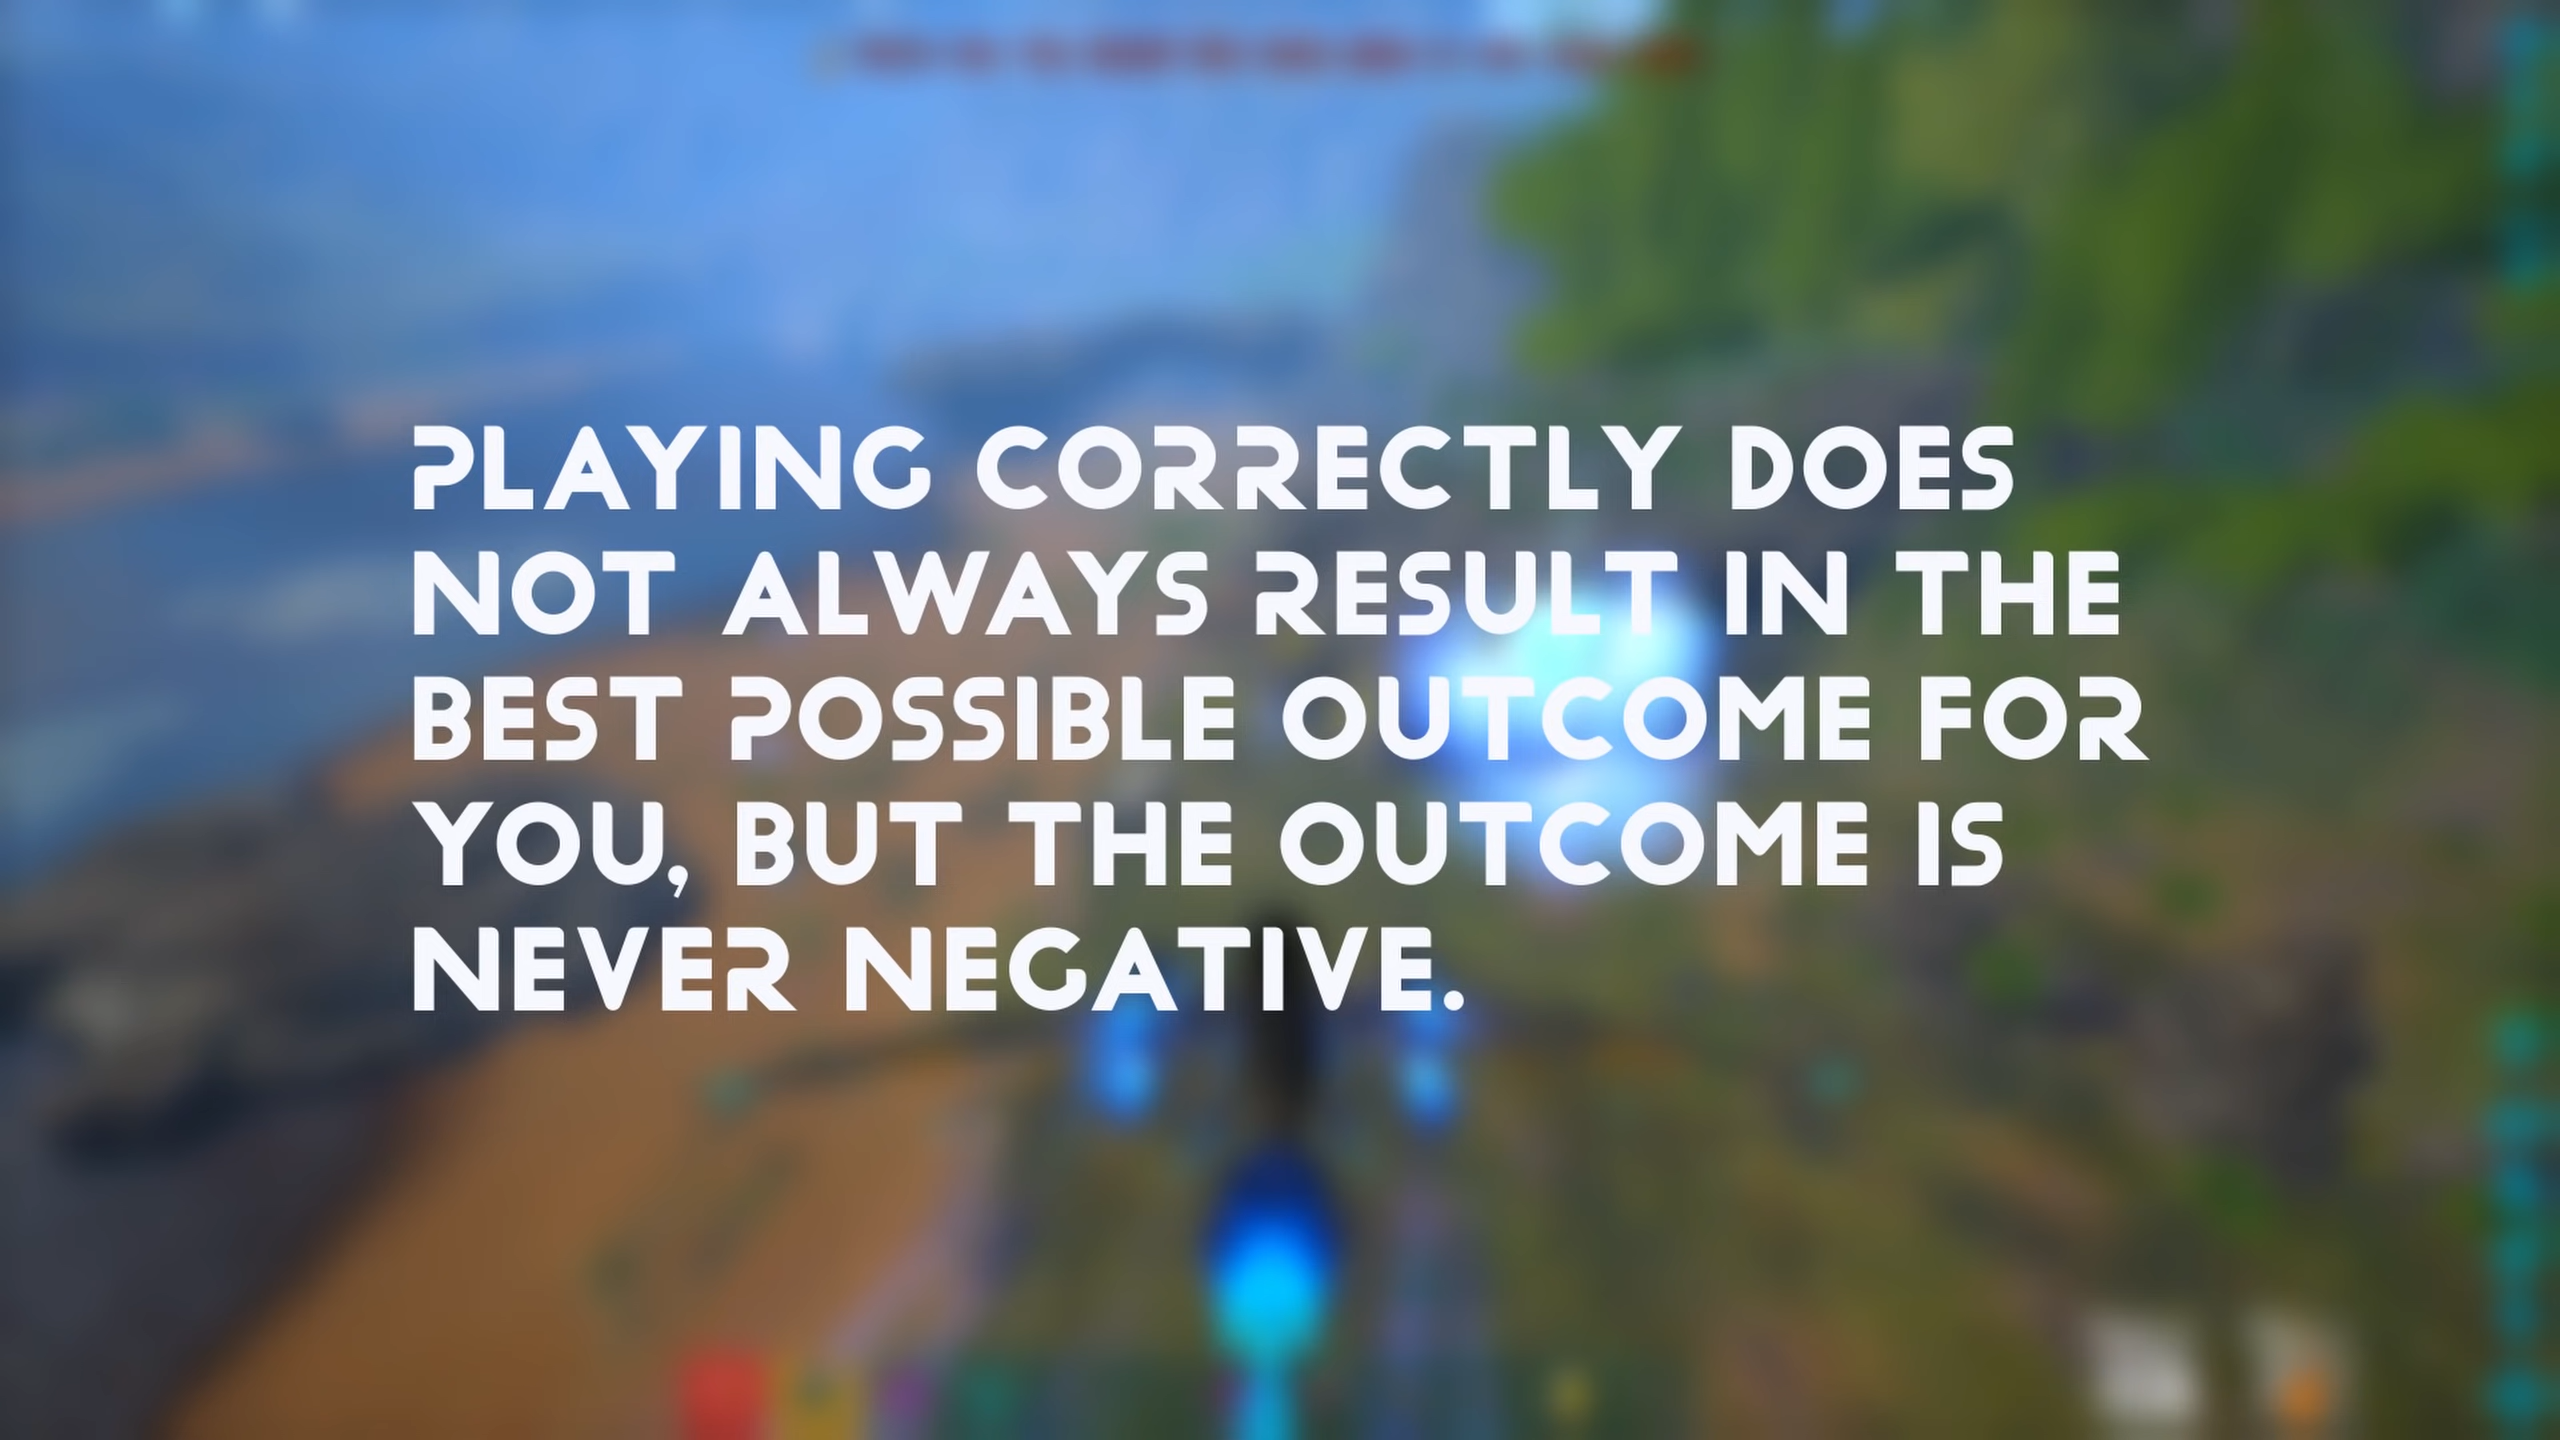 PLAYING CORRECTLY DOES
NOT ALWAYS RESULT IN THE
BEST POSSIBLE OUTCOME FOR
YOU, BUT THE OUTCOME IS
NEVER NEGATIVE.